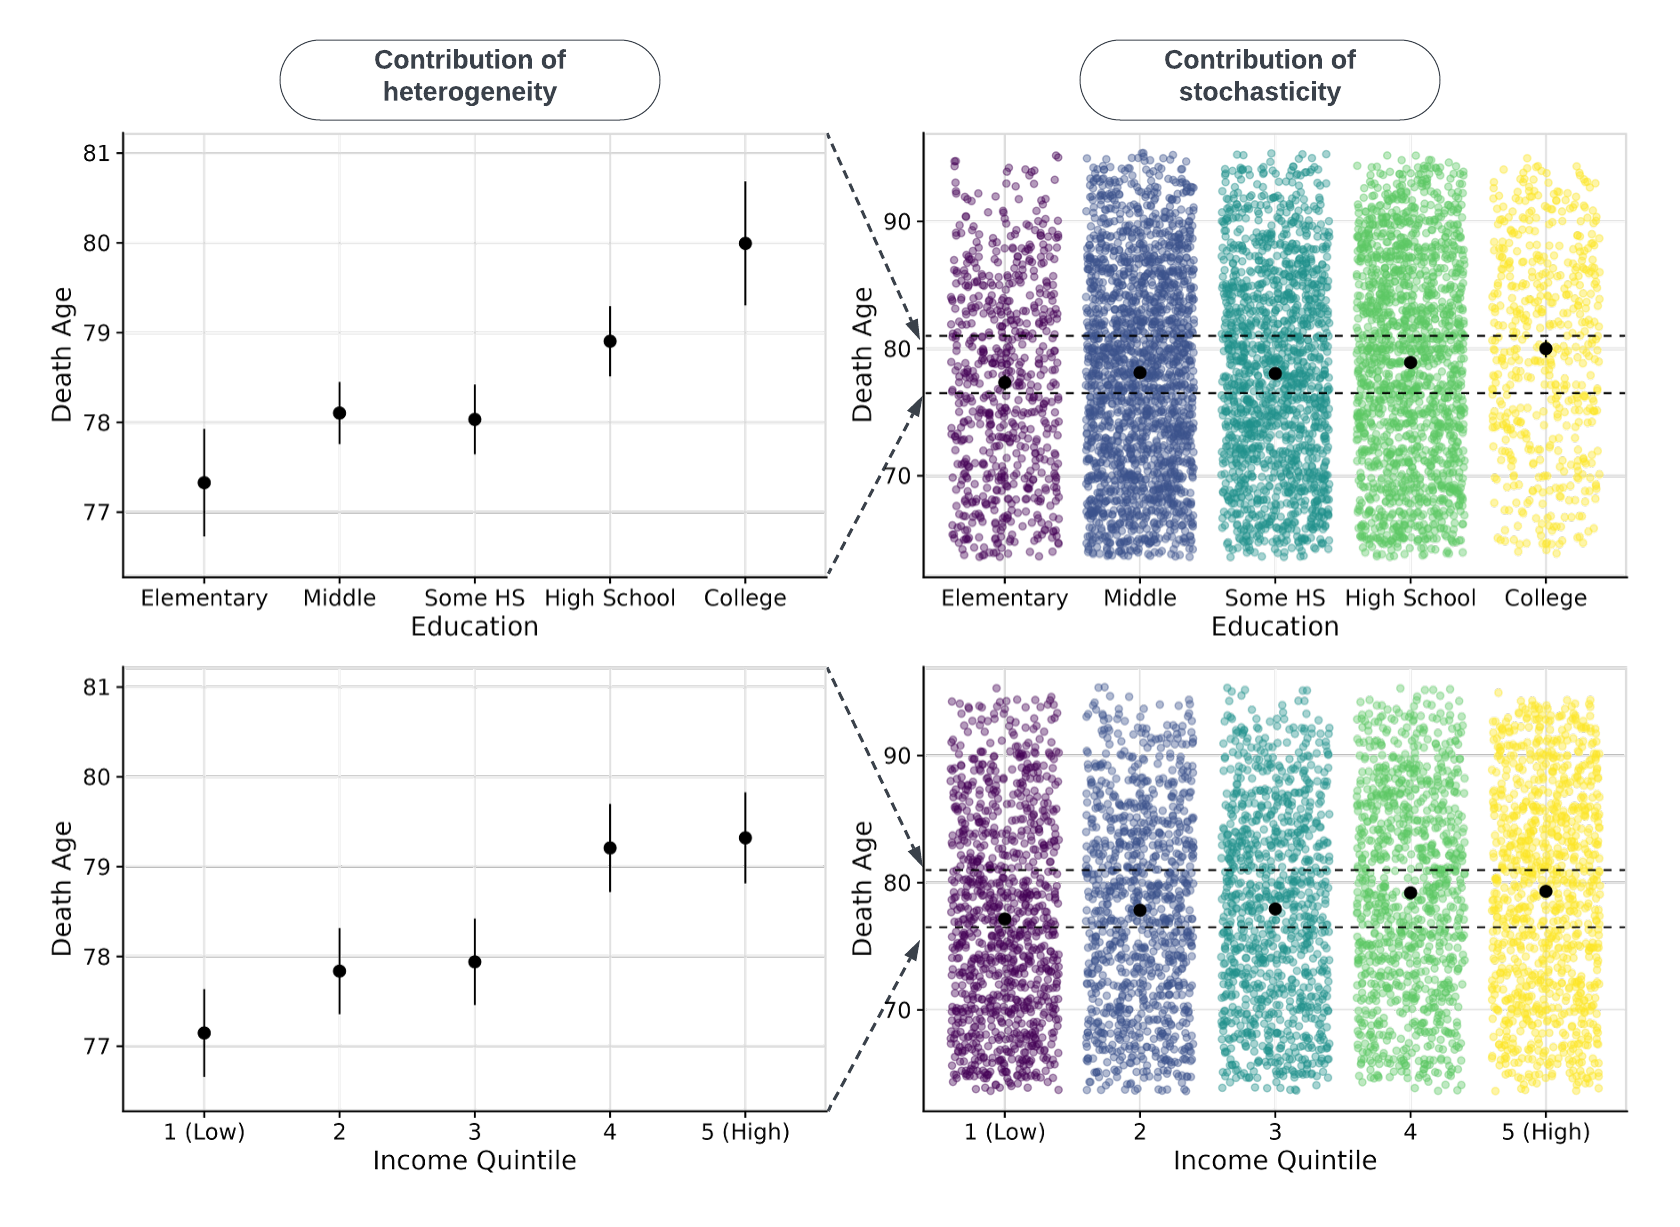 Contribution of
heterogeneity
Contribution of
stochasticity
81
80
79
78
77
Death Age
Elementary Middle Some HS High School College
Education
90
80
70
Death Age
Elementary Middle Some HS High School College
Education
81
80
79
78
77
Death Age
1 (Low) 2 3 4 5 (High)
Income Quintile
90
80
70
Death Age
1 (Low) 2 3 4 5 (High)
Income Quintile